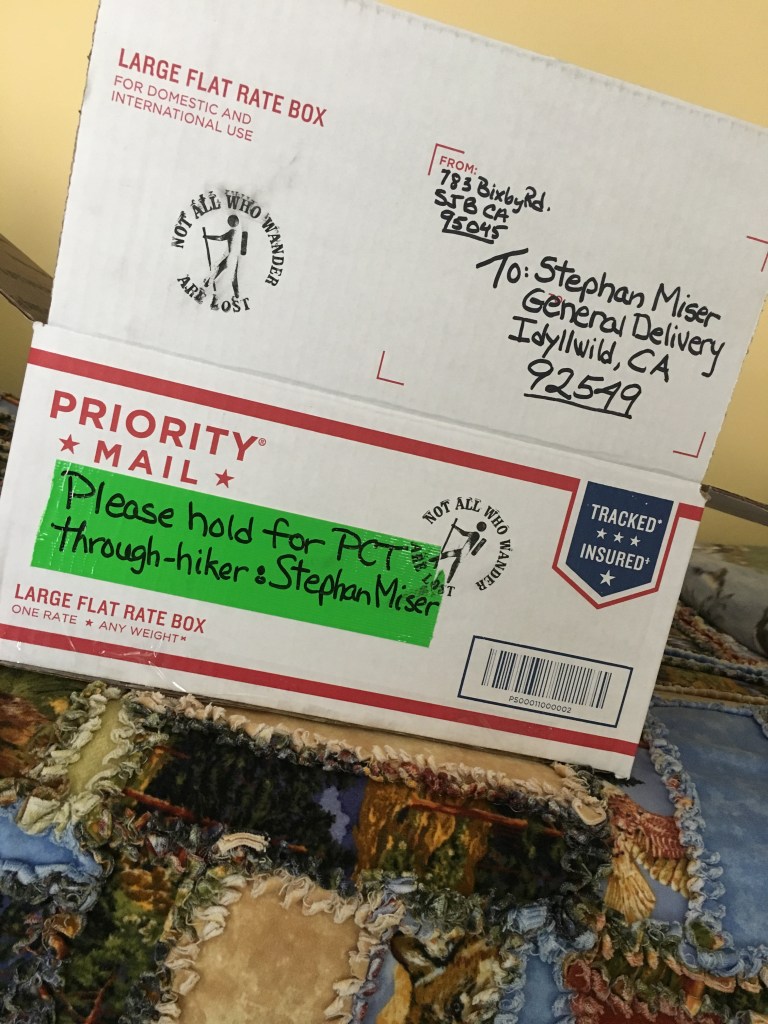 LARGE FLAT RATE BOX
FOR DOMESTIC AND
INTERNATIONAL USE
NOT ALL WHO WANDER
ARE LOST
FROM:
783 Bixby Rd.
SJB CA
95045
To: Stephan Miser
General Delivery
Idyllwild, CA
92549
PRIORITY®
★ MAIL ★
Please hold for PCT
through-hiker: Stephan Miser
NOT ALL WHO WANDER
ARE LOST
TRACKED*
★ ★ ★
INSURED†
★
LARGE FLAT RATE BOX
ONE RATE ★ ANY WEIGHT*
PS00011000002